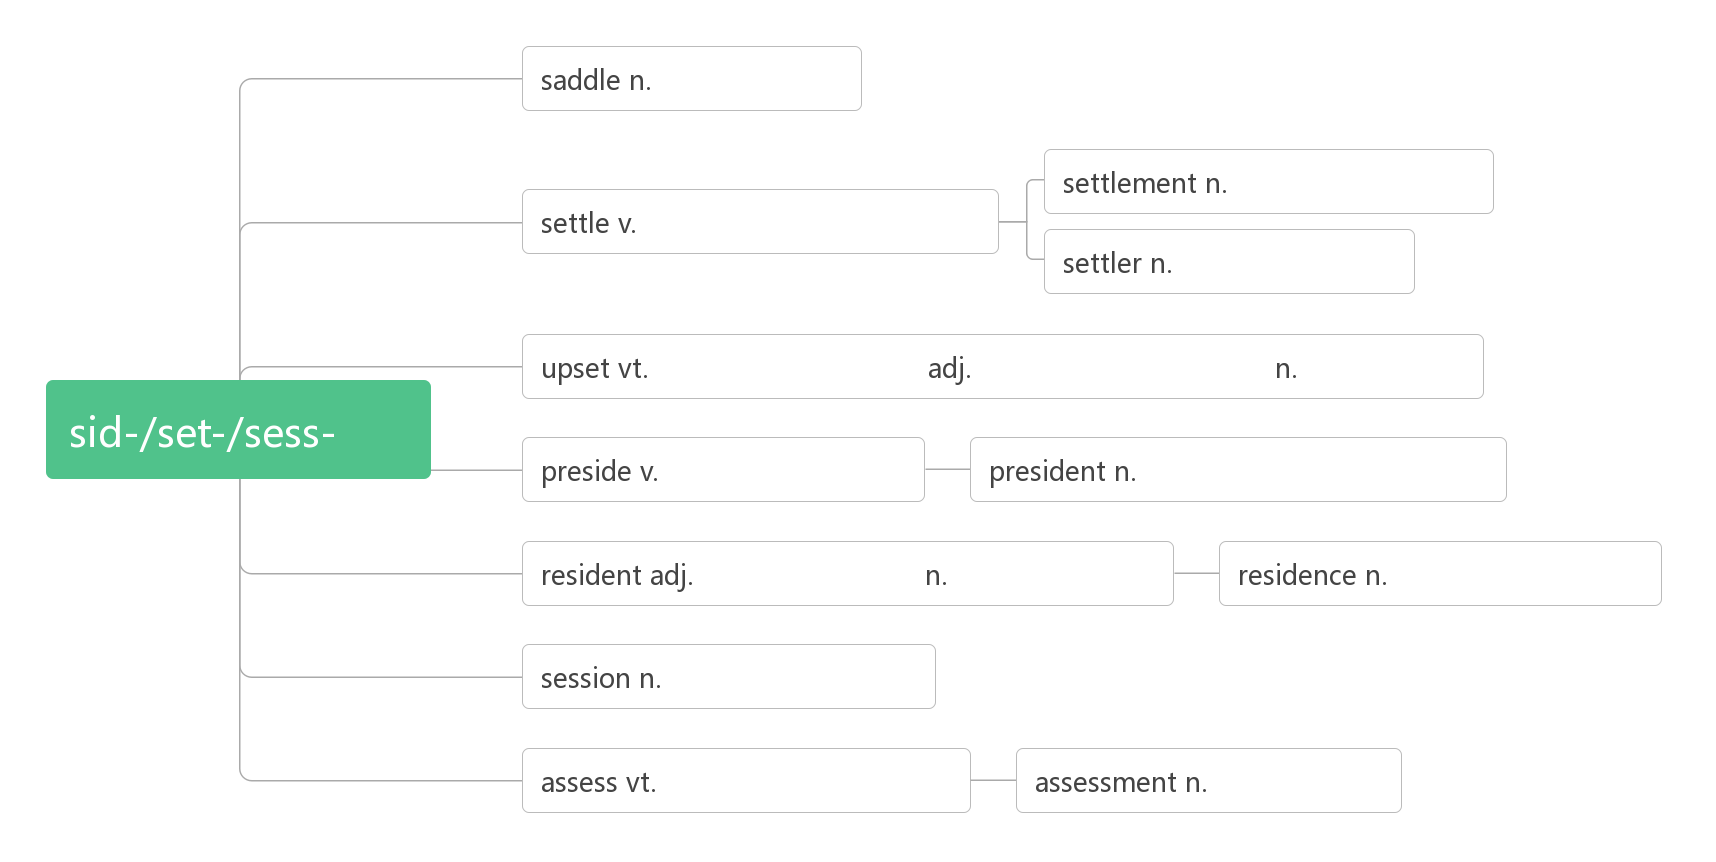 saddle n.
settle v.
settlement n.
settler n.
upset vt. adj. n.
sid-/set-/sess-
preside v.
president n.
resident adj. n.
residence n.
session n.
assess vt.
assessment n.